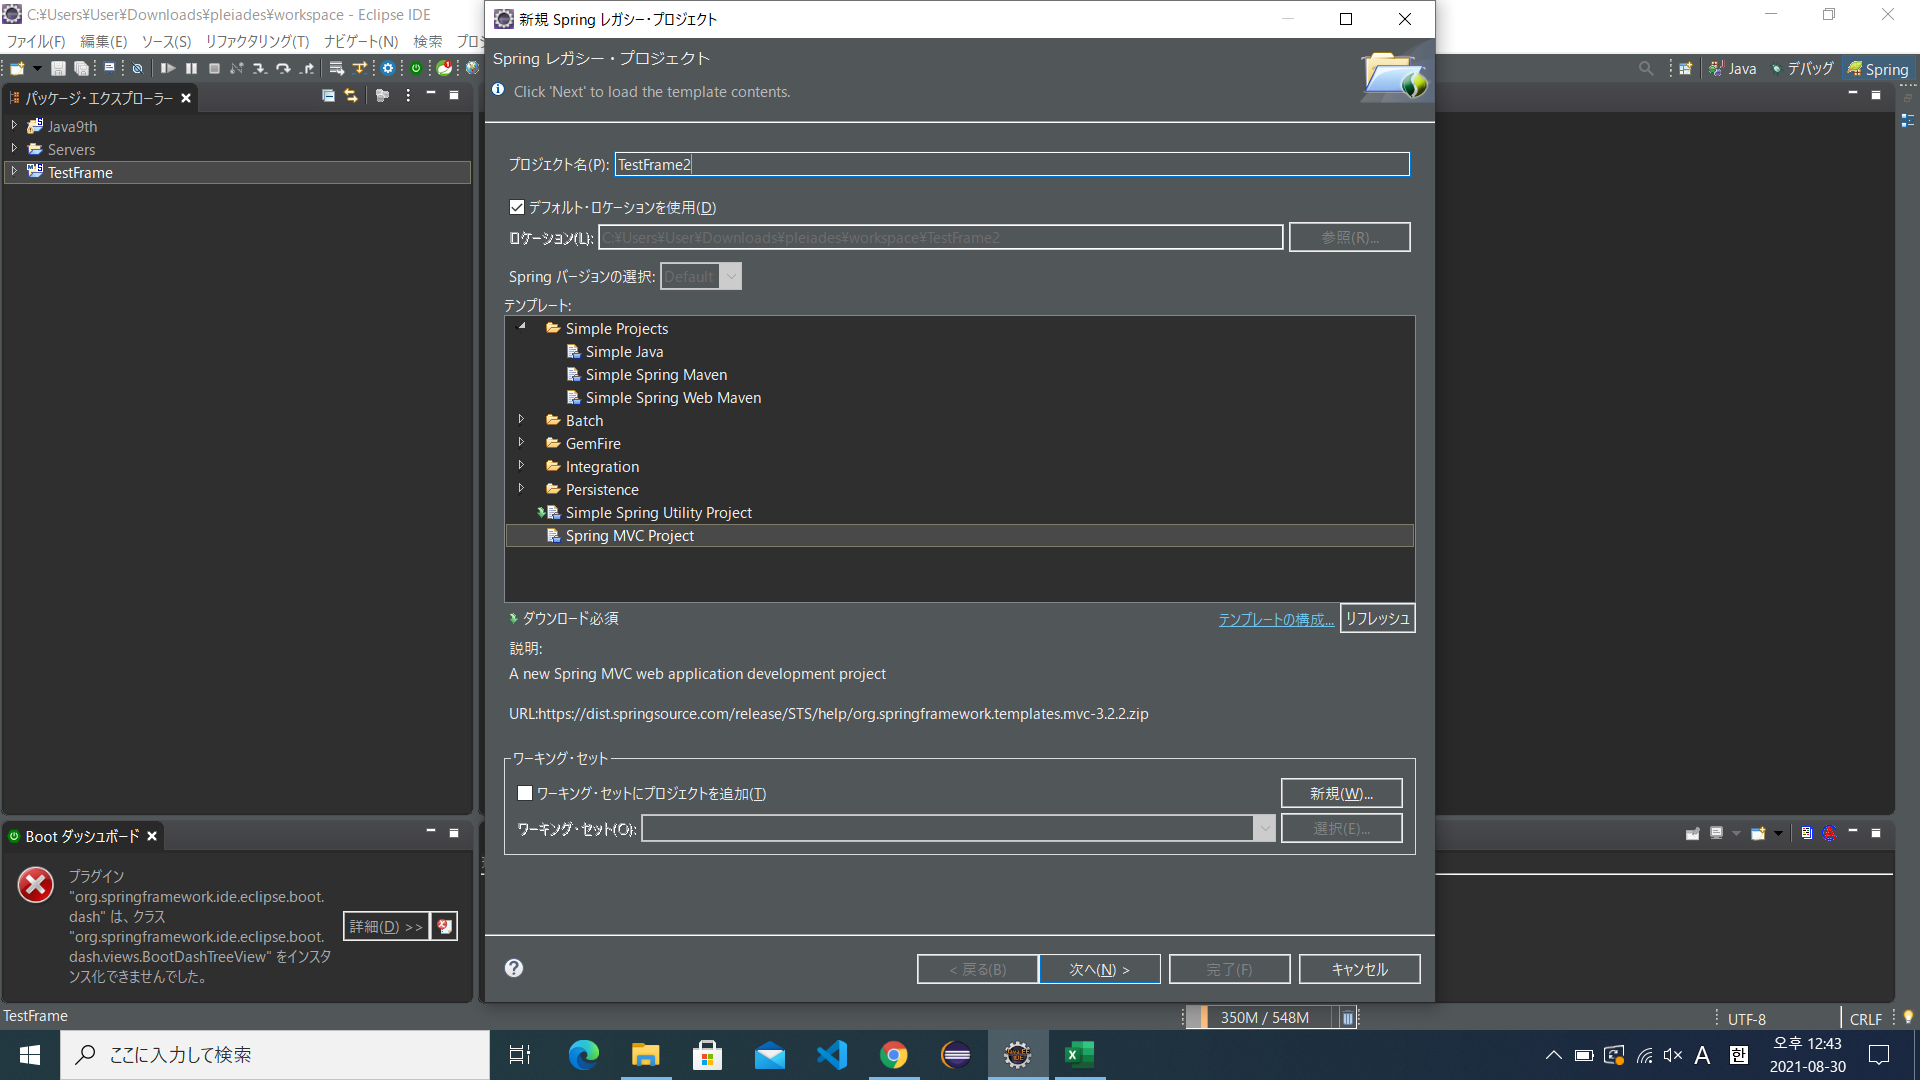 C:¥Users¥User¥Downloads¥pleiades¥workspace - Eclipse IDE
ファイル(F) 編集(E) ソース(S) リファクタリング(T) ナビゲート(N) 検索 プロジ
Java デバッグ Spring
パッケージ・エクスプローラー
Java9th
Servers
TestFrame
新規 Spring レガシー・プロジェクト
Spring レガシー・プロジェクト
Click 'Next' to load the template contents.
プロジェクト名(P): TestFrame2
デフォルト・ロケーションを使用(D)
ロケーション(L): C:¥Users¥User¥Downloads¥pleiades¥workspace¥TestFrame2 参照(R)...
Spring バージョンの選択: Default
テンプレート:
Simple Projects
Simple Java
Simple Spring Maven
Simple Spring Web Maven
Batch
GemFire
Integration
Persistence
Simple Spring Utility Project
Spring MVC Project
ダウンロード必須 テンプレートの構成... リフレッシュ
説明:
A new Spring MVC web application development project
URL:https://dist.springsource.com/release/STS/help/org.springframework.templates.mvc-3.2.2.zip
ワーキング・セット
ワーキング・セットにプロジェクトを追加(T) 新規(W)...
ワーキング・セット(O): 選択(E)...
< 戻る(B) 次へ(N) > 完了(F) キャンセル
Boot ダッシュボード
プラグイン
"org.springframework.ide.eclipse.boot.
dash" は、クラス
"org.springframework.ide.eclipse.boot.
dash.views.BootDashTreeView" をインスタ
ンス化できませんでした。
詳細(D) >>
TestFrame 350M / 548M UTF-8 CRLF
ここに入力して検索
A 한 오후 12:43
2021-08-30